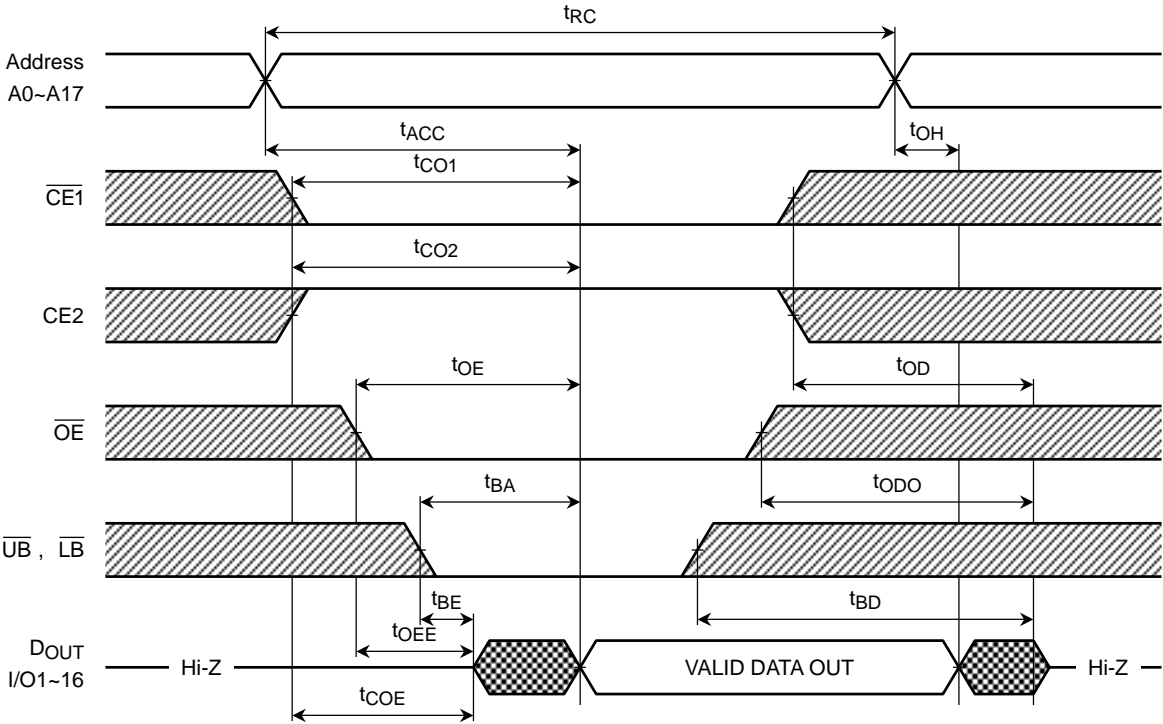 tRC
Address
A0~A17
tACC
tOH
tCO1
CE1
tCO2
CE2
tOE
tOD
OE
tBA
tODO
UB , LB
tBE
tBD
tOEE
DOUT
I/O1~16
Hi-Z
VALID DATA OUT
Hi-Z
tCOE